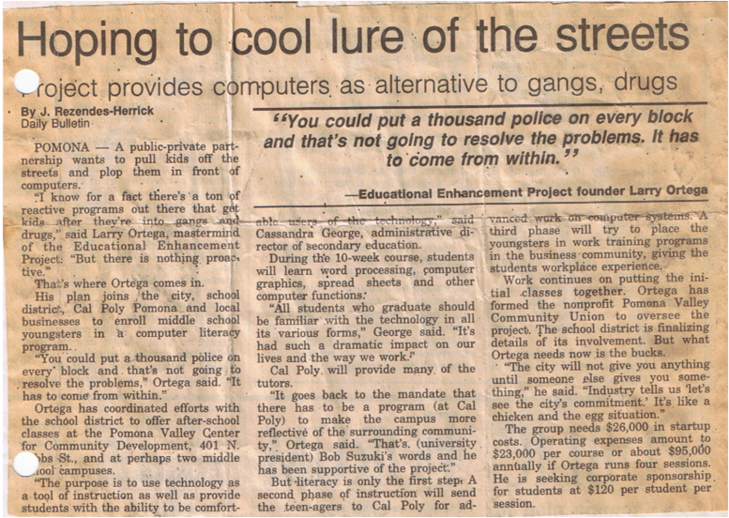 Hoping to cool lure of the streets
roject provides computers as alternative to gangs, drugs
By J. Rezendes-Herrick
Daily Bulletin
POMONA — A public-private part-
nership wants to pull kids off the
streets and plop them in front of
computers.
"I know for a fact there's a ton of
reactive programs out there that get
kids after they're into gangs and
drugs," said Larry Ortega, mastermind
of the Educational Enhancement
Project. "But there is nothing proac-
tive."
That's where Ortega comes in.
His plan joins the city, school
district, Cal Poly Pomona and local
businesses to enroll middle school
youngsters in a computer literacy
program.
"You could put a thousand police on
every block and that's not going to
resolve the problems," Ortega said. "It
has to come from within."
Ortega has coordinated efforts with
the school district to offer after-school
classes at the Pomona Valley Center
for Community Development, 401 N.
bbs St., and at perhaps two middle
ool campuses.
"The purpose is to use technology as
a tool of instruction as well as provide
students with the ability to be comfort-
"You could put a thousand police on every block
and that's not going to resolve the problems. It has
to come from within."
—Educational Enhancement Project founder Larry Ortega
able users of the technology," said
Cassandra George, administrative di-
rector of secondary education.
During the 10-week course, students
will learn word processing, computer
graphics, spread sheets and other
computer functions.
"All students who graduate should
be familiar with the technology in all
its various forms," George said. "It's
had such a dramatic impact on our
lives and the way we work."
Cal Poly will provide many of the
tutors.
"It goes back to the mandate that
there has to be a program (at Cal
Poly) to make the campus more
reflective of the surrounding communi-
ty," Ortega said. "That's (university
president) Bob Suzuki's words and he
has been supportive of the project."
But literacy is only the first step. A
second phase of instruction will send
the teen-agers to Cal Poly for ad-
vanced work on computer systems. A
third phase will try to place the
youngsters in work training programs
in the business community, giving the
students workplace experience.
Work continues on putting the ini-
tial classes together. Ortega has
formed the nonprofit Pomona Valley
Community Union to oversee the
project. The school district is finalizing
details of its involvement. But what
Ortega needs now is the bucks.
"The city will not give you anything
until someone else gives you some-
thing," he said. "Industry tells us 'let's
see the city's commitment.' It's like a
chicken and the egg situation."
The group needs $26,000 in startup
costs. Operating expenses amount to
$23,000 per course or about $95,000
annually if Ortega runs four sessions.
He is seeking corporate sponsorship
for students at $120 per student per
session.